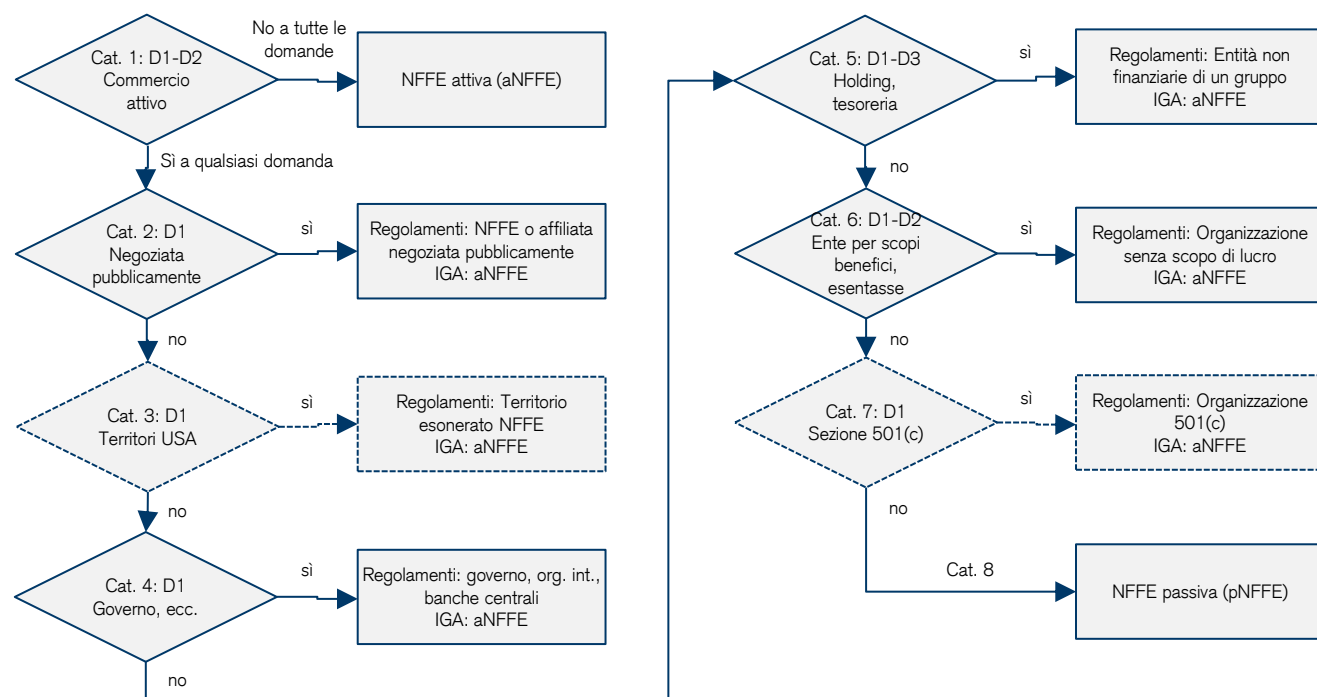 Cat. 1: D1-D2
Commercio
attivo
No a tutte le
domande
NFFE attiva (aNFFE)
Sì a qualsiasi domanda
Cat. 2: D1
Negoziata
pubblicamente
sì
Regolamenti: NFFE o affiliata
negoziata pubblicamente
IGA: aNFFE
no
Cat. 3: D1
Territori USA
sì
Regolamenti: Territorio
esonerato NFFE
IGA: aNFFE
no
Cat. 4: D1
Governo, ecc.
sì
Regolamenti: governo, org. int.,
banche centrali
IGA: aNFFE
no
Cat. 5: D1-D3
Holding,
tesoreria
sì
Regolamenti: Entità non
finanziarie di un gruppo
IGA: aNFFE
no
Cat. 6: D1-D2
Ente per scopi
benefici,
esentasse
sì
Regolamenti: Organizzazione
senza scopo di lucro
IGA: aNFFE
no
Cat. 7: D1
Sezione 501(c)
sì
Regolamenti: Organizzazione
501(c)
IGA: aNFFE
no
Cat. 8
NFFE passiva (pNFFE)